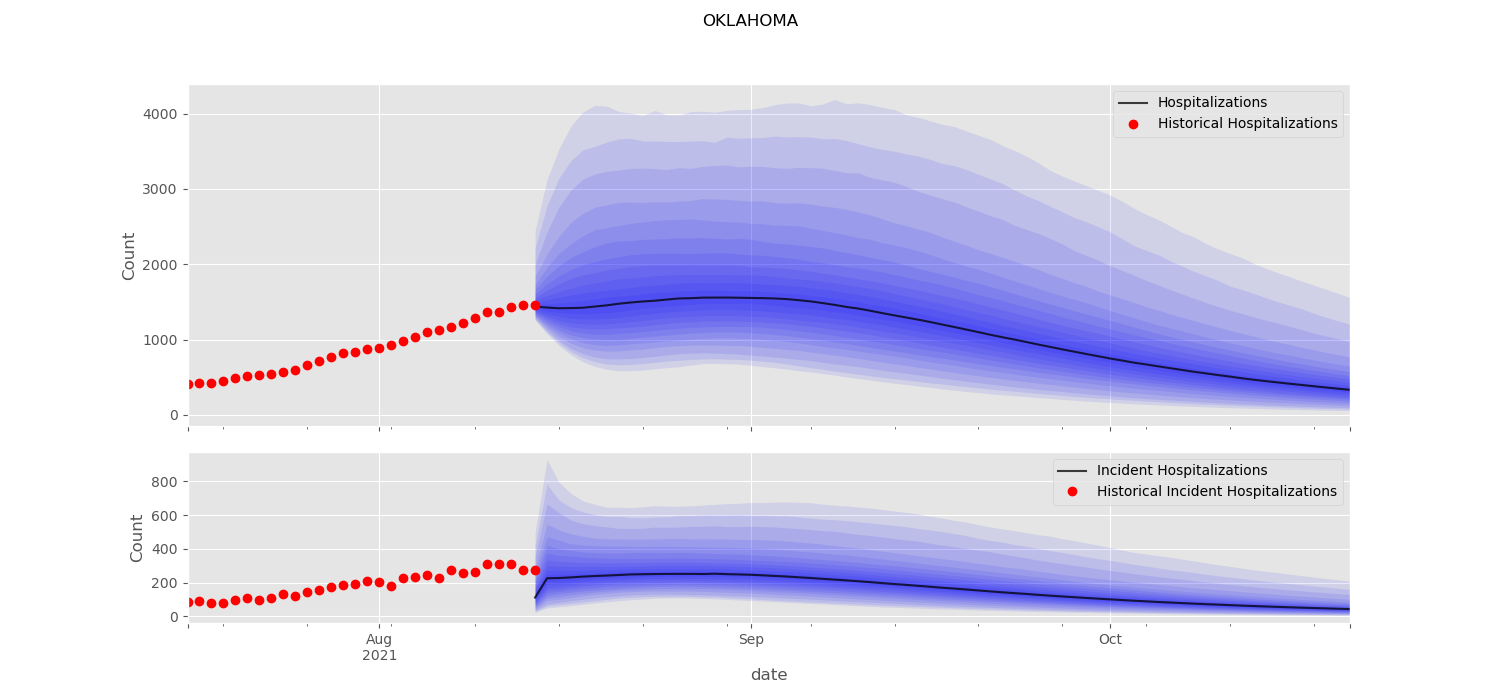 OKLAHOMA
4000
3000
2000
1000
0
Count
Hospitalizations
Historical Hospitalizations
800
600
400
200
0
Count
Incident Hospitalizations
Historical Incident Hospitalizations
Aug
2021
Sep
Oct
date